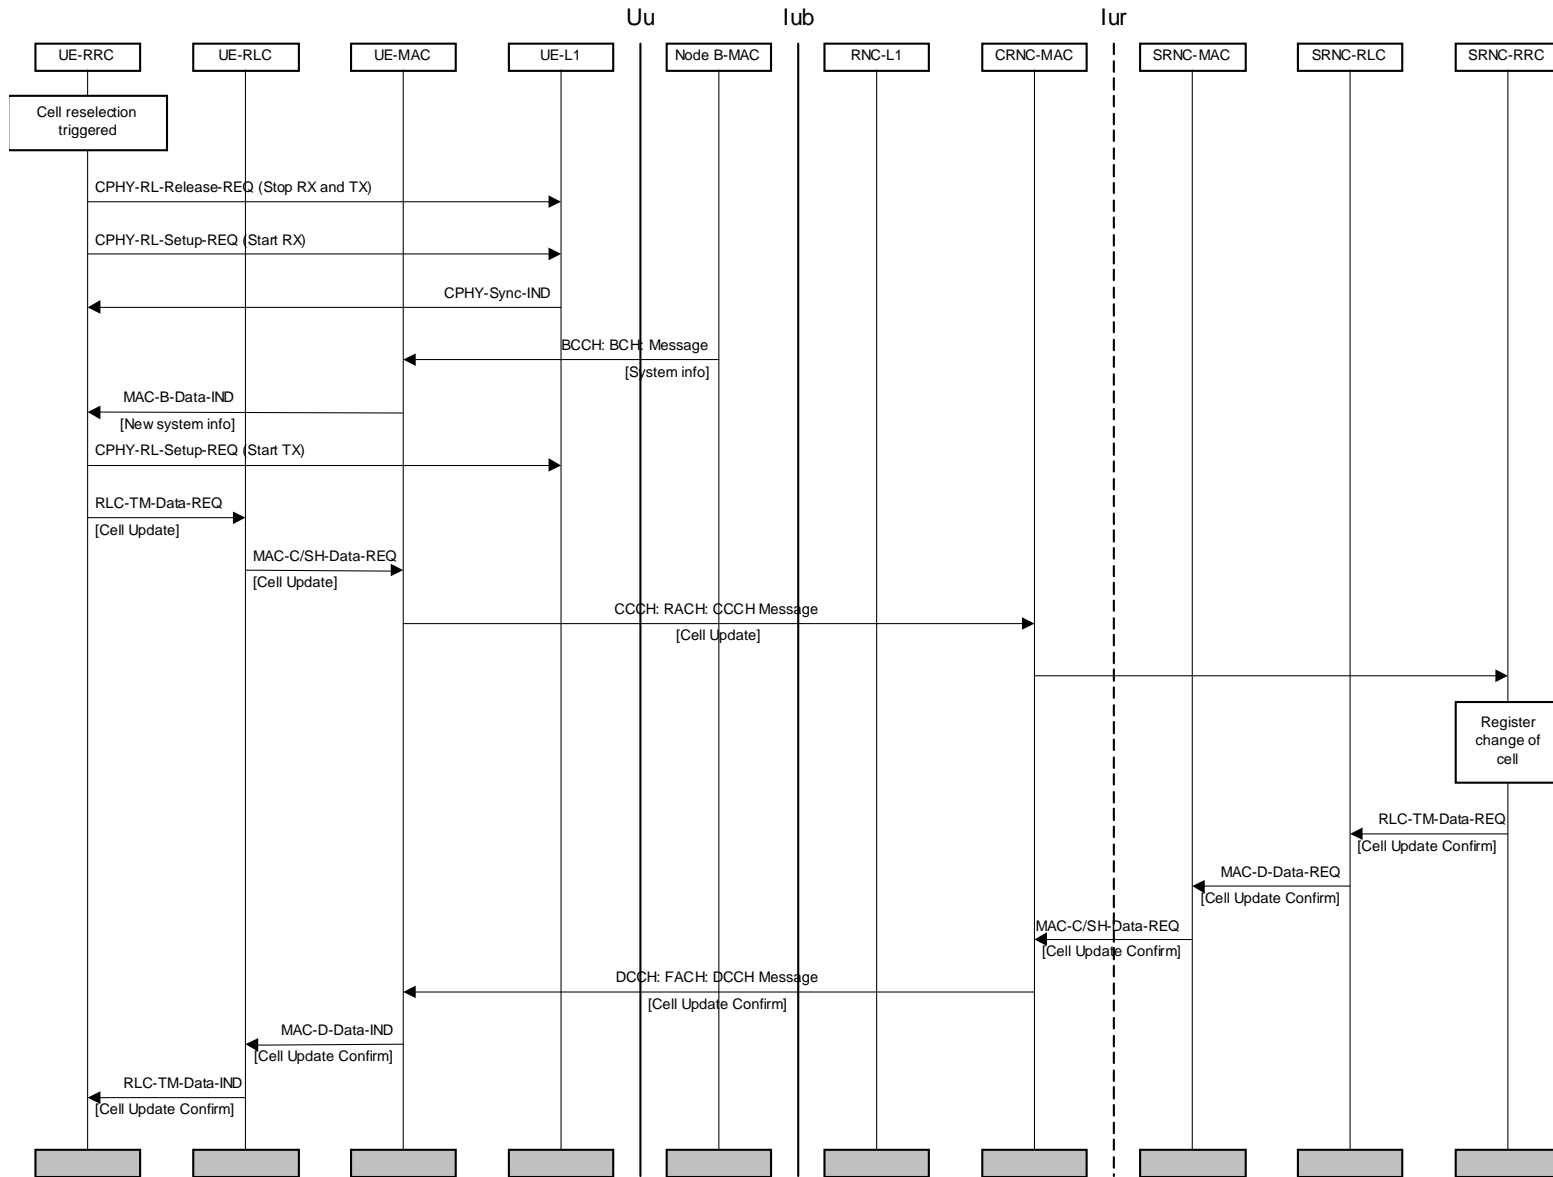 Uu
Iub
Iur
UE-RRC
UE-RLC
UE-MAC
UE-L1
Node B-MAC
RNC-L1
CRNC-MAC
SRNC-MAC
SRNC-RLC
SRNC-RRC
Cell reselection
triggered
CPHY-RL-Release-REQ (Stop RX and TX)
CPHY-RL-Setup-REQ (Start RX)
CPHY-Sync-IND
BCCH: BCH: Message
[System info]
MAC-B-Data-IND
[New system info]
CPHY-RL-Setup-REQ (Start TX)
RLC-TM-Data-REQ
[Cell Update]
MAC-C/SH-Data-REQ
[Cell Update]
CCCH: RACH: CCCH Message
[Cell Update]
Register
change of
cell
RLC-TM-Data-REQ
[Cell Update Confirm]
MAC-D-Data-REQ
[Cell Update Confirm]
MAC-C/SH-Data-REQ
[Cell Update Confirm]
DCCH: FACH: DCCH Message
[Cell Update Confirm]
MAC-D-Data-IND
[Cell Update Confirm]
RLC-TM-Data-IND
[Cell Update Confirm]